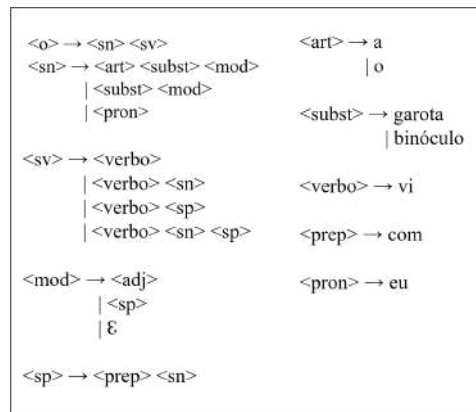 <o> → <sn> <sv>
<sn> → <art> <subst> <mod>
| <subst> <mod>
| <pron>
<sv> → <verbo>
| <verbo> <sn>
| <verbo> <sp>
| <verbo> <sn> <sp>
<mod> → <adj>
| <sp>
| ε
<sp> → <prep> <sn>
<art> → a
| o
<subst> → garota
| binóculo
<verbo> → vi
<prep> → com
<pron> → eu